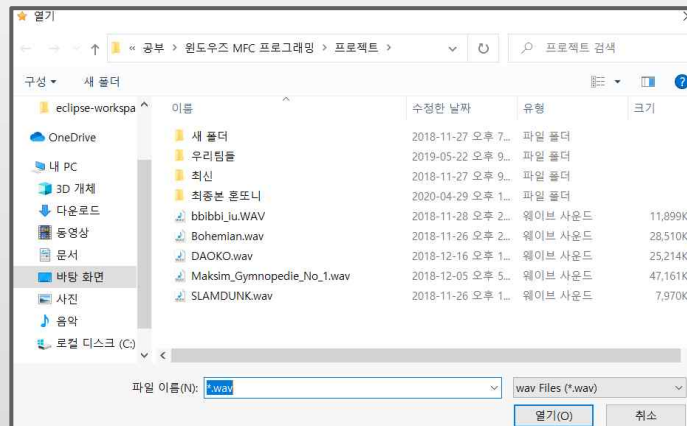 열기
« 공부 > 윈도우즈 MFC 프로그래밍 > 프로젝트 >
프로젝트 검색
구성 새 폴더
이름 수정한 날짜 유형 크기
eclipse-workspa
OneDrive
내 PC
3D 개체
다운로드
동영상
문서
바탕 화면
사진
음악
로컬 디스크 (C:)
새 폴더 2018-11-27 오후 7... 파일 폴더
우리팀들 2019-05-22 오후 9... 파일 폴더
최신 2018-11-27 오후 9... 파일 폴더
최종본 혼또니 2020-04-29 오후 1... 파일 폴더
bbibbi_iu.WAV 2018-11-28 오후 2... 웨이브 사운드 11,899K
Bohemian.wav 2018-11-26 오후 2... 웨이브 사운드 28,510K
DAOKO.wav 2018-12-16 오후 1... 웨이브 사운드 25,214K
Maksim_Gymnopedie_No_1.wav 2018-12-05 오후 5... 웨이브 사운드 47,161K
SLAMDUNK.wav 2018-11-26 오후 1... 웨이브 사운드 7,970K
파일 이름(N): *.wav wav Files (*.wav)
열기(O) 취소